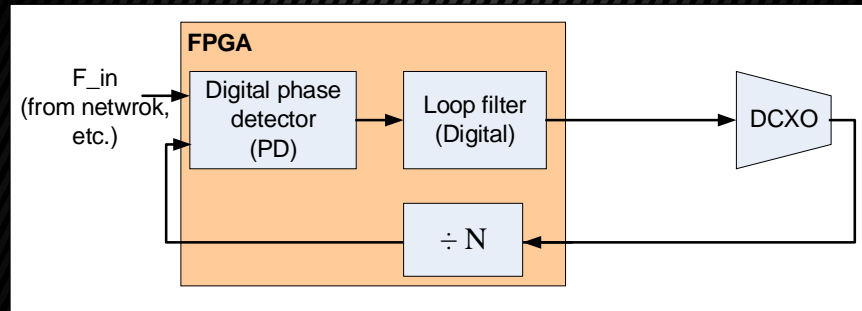 FPGA
F_in
(from netwrok,
etc.)
Digital phase
detector
(PD)
Loop filter
(Digital)
DCXO
÷ N